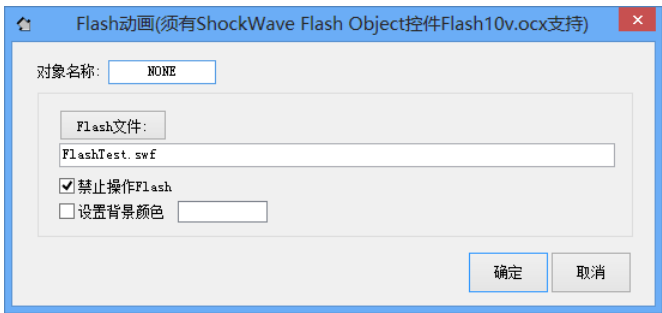 Flash动画(须有ShockWave Flash Object控件Flash10v.ocx支持)
对象名称: NONE
Flash文件:
FlashTest.swf
禁止操作Flash
设置背景颜色
确定 取消